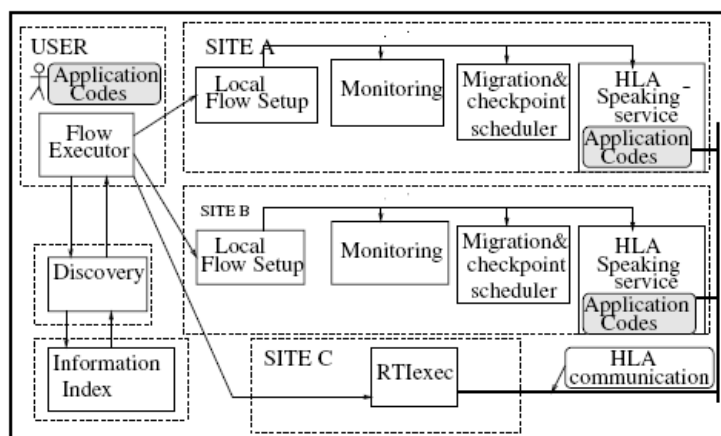 USER
Application
Codes
Flow
Executor
Discovery
Information
Index
SITE A
Local
Flow Setup
Monitoring
Migration&
checkpoint
scheduler
HLA
Speaking-
service
Application
Codes
SITE B
Local
Flow Setup
Monitoring
Migration&
checkpoint
scheduler
HLA
Speaking
service
Application
Codes
SITE C
RTIexec
HLA
communication